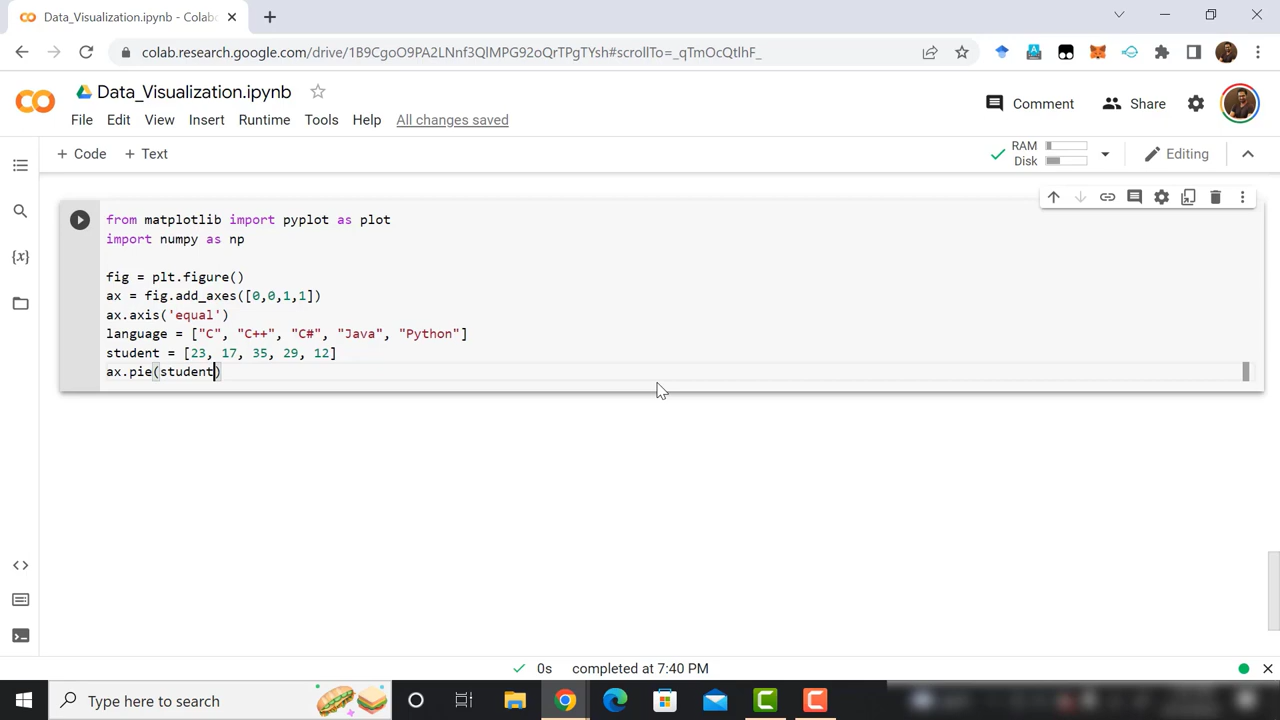 Data_Visualization.ipynb - Colab
colab.research.google.com/drive/1B9CgoO9PA2LNnf3QlMPG92oQrTPgTYsh#scrollTo=_qTmOcQtlhF_
CO Data_Visualization.ipynb
Comment Share
File Edit View Insert Runtime Tools Help All changes saved
+ Code + Text
RAM
Disk
Editing
{x}
from matplotlib import pyplot as plot
import numpy as np
fig = plt.figure()
ax = fig.add_axes([0,0,1,1])
ax.axis('equal')
language = ["C", "C++", "C#", "Java", "Python"]
student = [23, 17, 35, 29, 12]
ax.pie(student)
0s completed at 7:40 PM
Type here to search